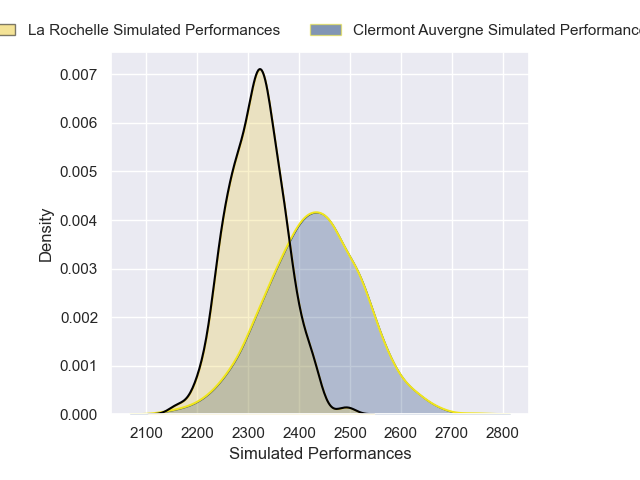 La Rochelle Simulated Performances
Clermont Auvergne Simulated Performanc
0.007
0.006
0.005
0.004
0.003
0.002
0.001
0.000
Density
2100 2200 2300 2400 2500 2600 2700 2800
Simulated Performances